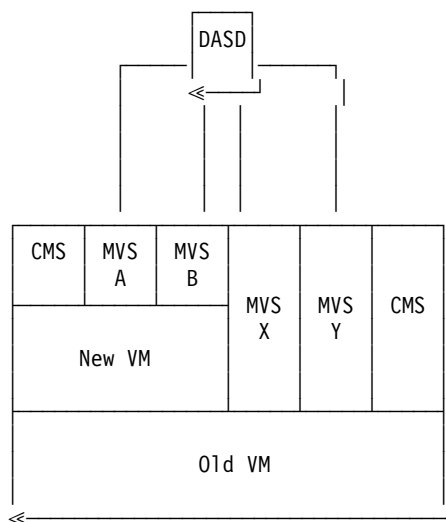 DASD
CMS MVS MVS
A B
MVS MVS CMS
X Y
New VM
Old VM